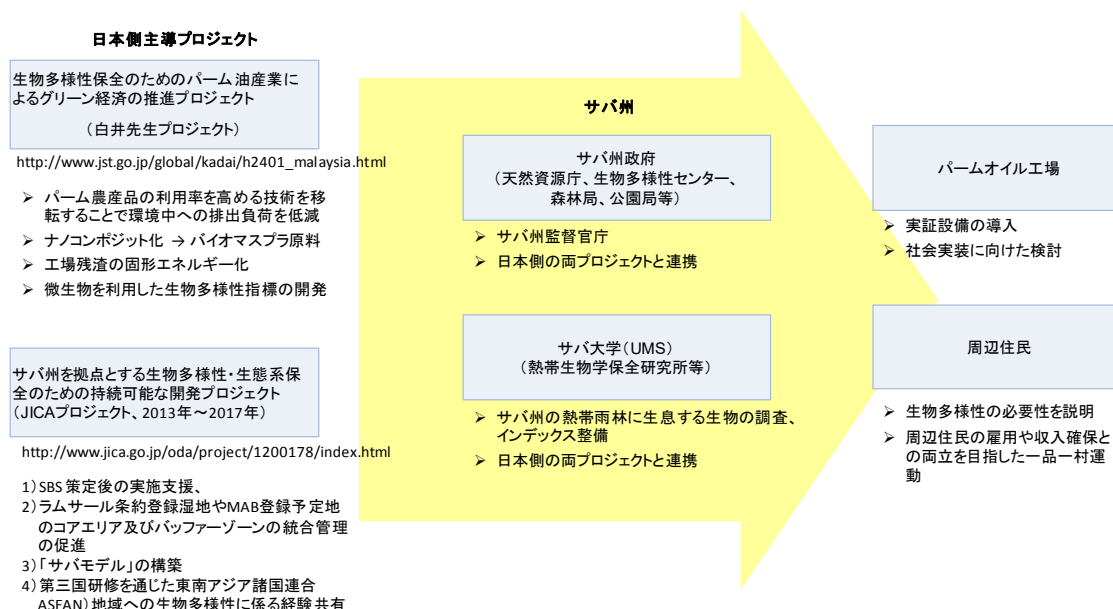 日本側主導プロジェクト
生物多様性保全のためのパーム油産業に
よるグリーン経済の推進プロジェクト
（白井先生プロジェクト）
http://www.jst.go.jp/global/kadai/h2401_malaysia.html
➢ パーム農産品の利用率を高める技術を移
転することで環境中への排出負荷を低減
➢ ナノコンポジット化 → バイオマスプラ原料
➢ 工場残渣の固形エネルギー化
➢ 微生物を利用した生物多様性指標の開発
サバ州を拠点とする生物多様性・生態系保
全のための持続可能な開発プロジェクト
（JICAプロジェクト、2013年～2017年）
http://www.jica.go.jp/oda/project/1200178/index.html
1）SBS 策定後の実施支援、
2）ラムサール条約登録湿地やMAB登録予定地
のコアエリア及びバッファーゾーンの統合管理
の促進
3）「サバモデル」の構築
4）第三国研修を通じた東南アジア諸国連合
ASEAN）地域への生物多様性に係る経験共有
サバ州
サバ州政府
（天然資源庁、生物多様性センター、
森林局、公園局等）
➢ サバ州監督官庁
➢ 日本側の両プロジェクトと連携
サバ大学（UMS）
（熱帯生物学保全研究所等）
➢ サバ州の熱帯雨林に生息する生物の調査、
インデックス整備
➢ 日本側の両プロジェクトと連携
パームオイル工場
➢ 実証設備の導入
➢ 社会実装に向けた検討
周辺住民
➢ 生物多様性の必要性を説明
➢ 周辺住民の雇用や収入確保と
の両立を目指した一品一村運
動